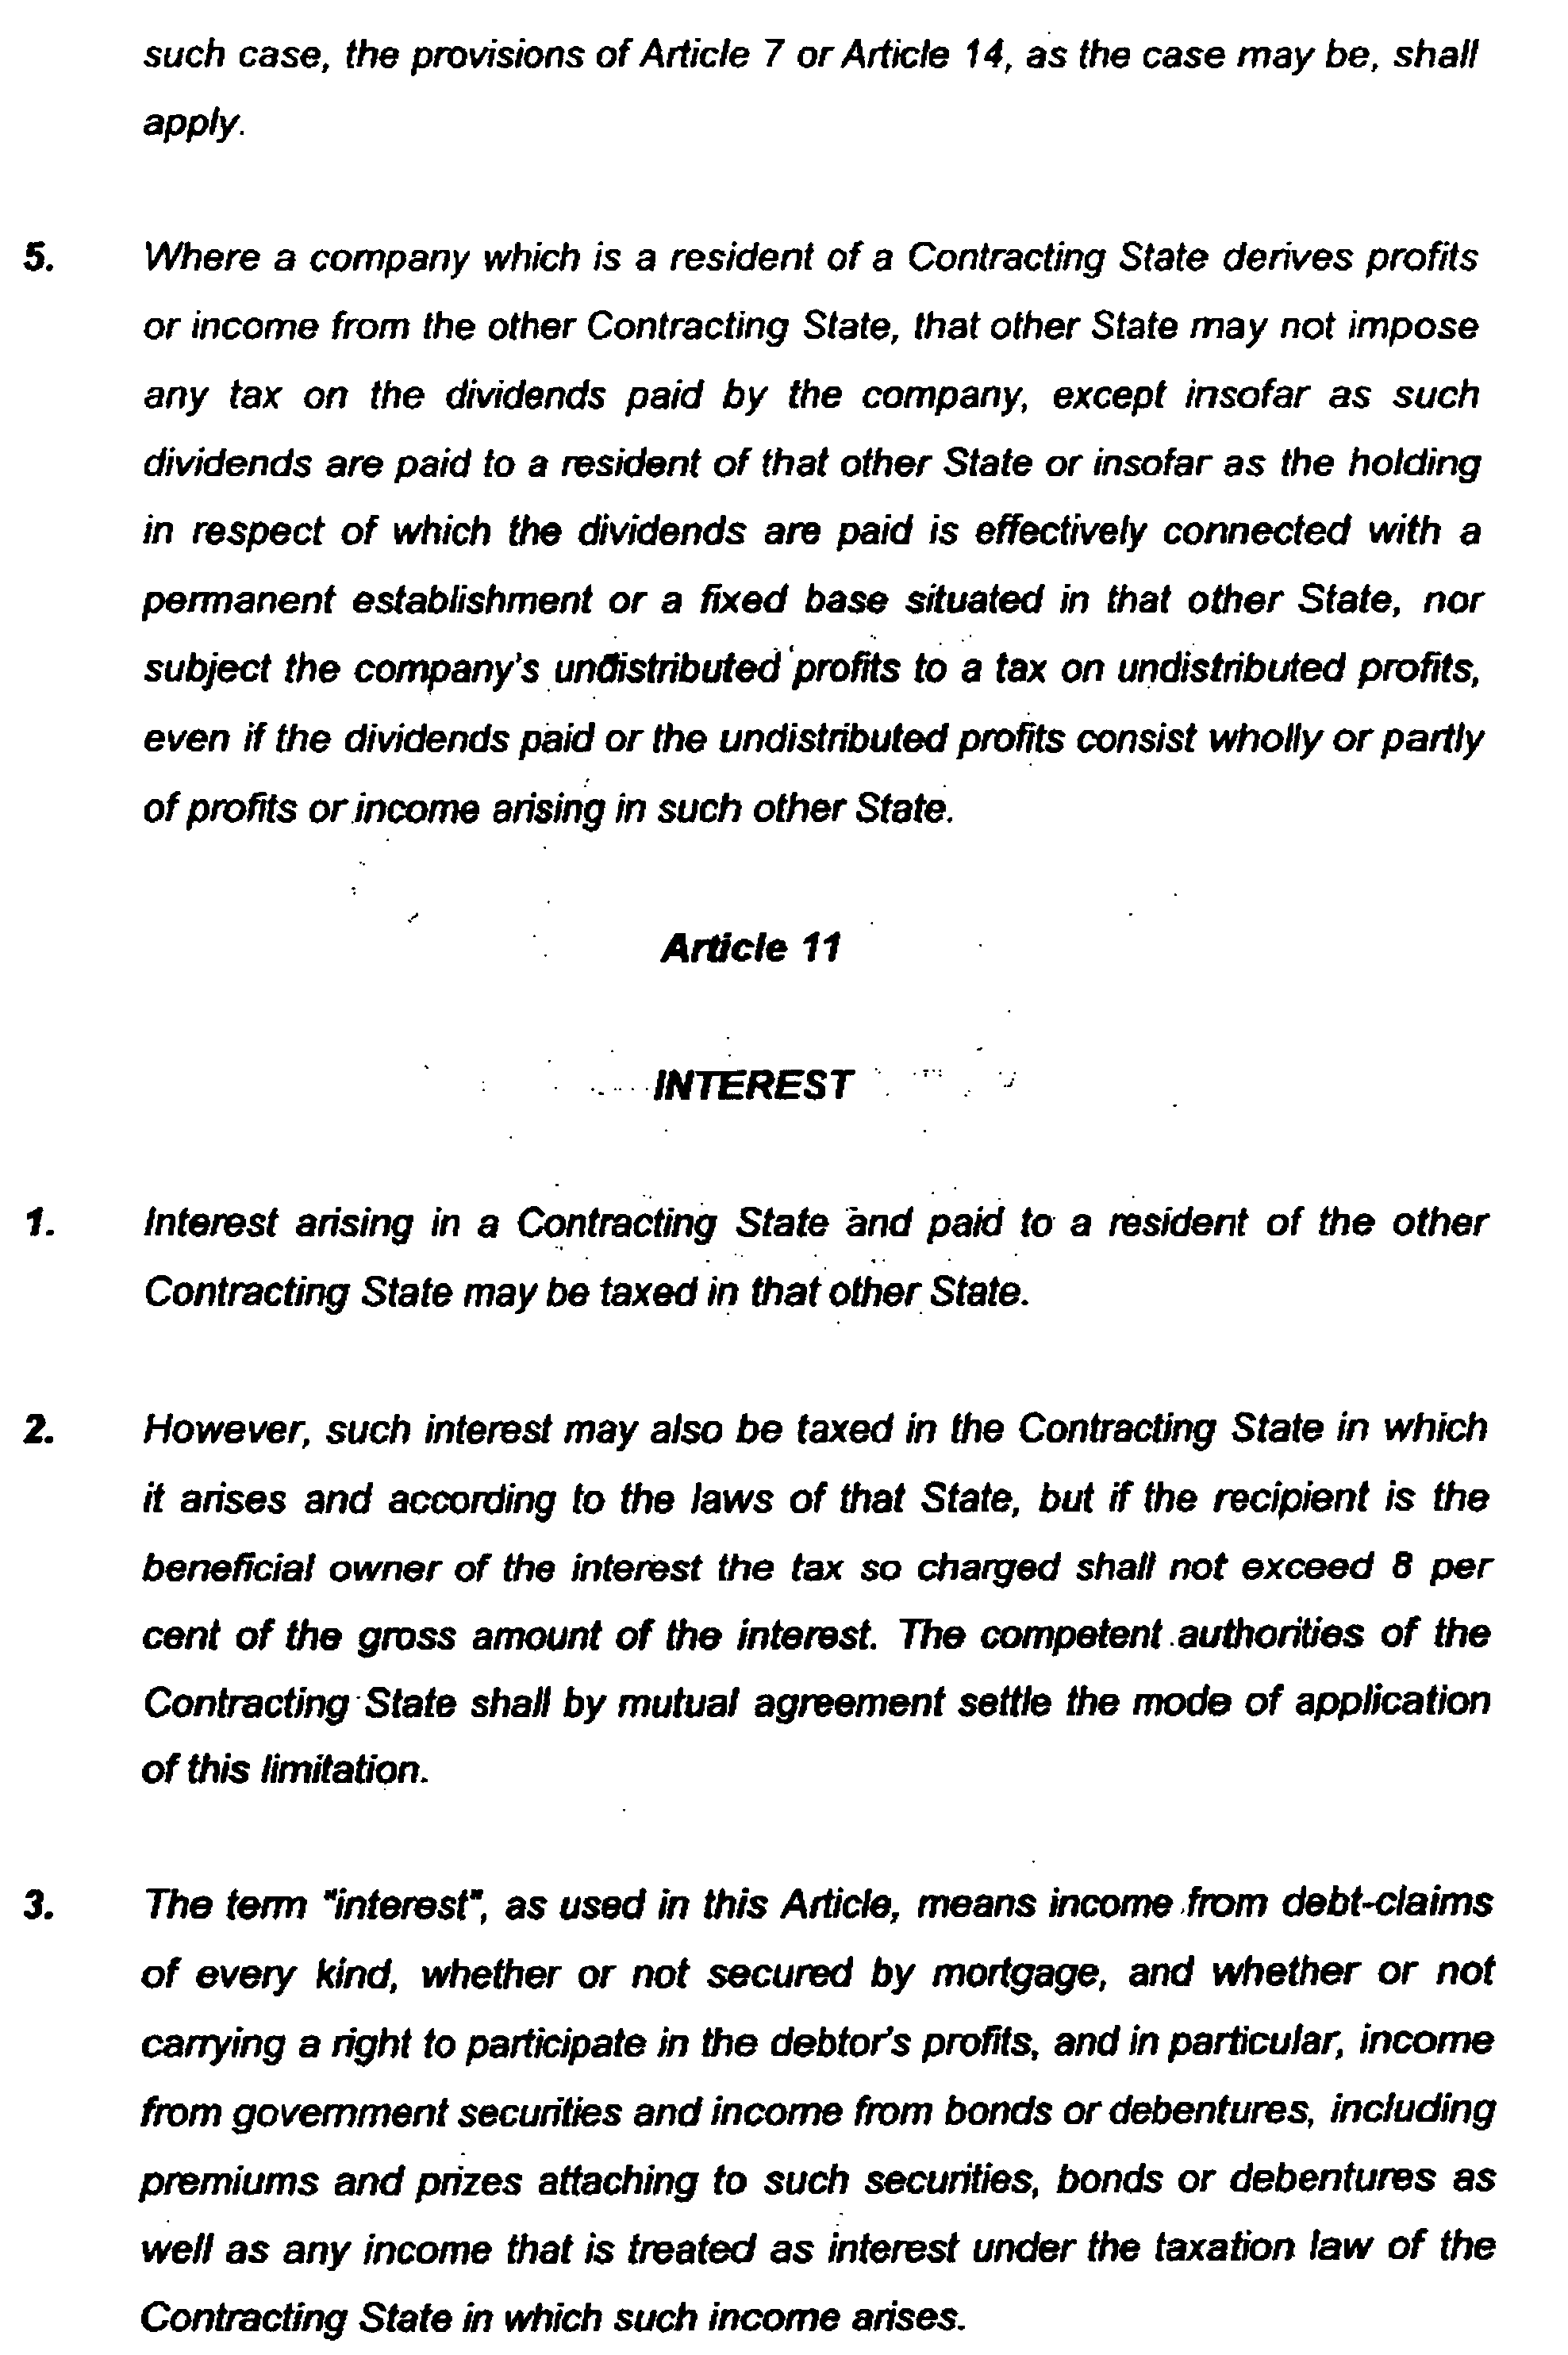 such case, the provisions of Article 7 or Article 14, as the case may be, shall
apply.
5. Where a company which is a resident of a Contracting State derives profits
or income from the other Contracting State, that other State may not impose
any tax on the dividends paid by the company, except insofar as such
dividends are paid to a resident of that other State or insofar as the holding
in respect of which the dividends are paid is effectively connected with a
permanent establishment or a fixed base situated in that other State, nor
subject the company's undistributed profits to a tax on undistributed profits,
even if the dividends paid or the undistributed profits consist wholly or partly
of profits or income arising in such other State.
Article 11
INTEREST
1. Interest arising in a Contracting State and paid to a resident of the other
Contracting State may be taxed in that other State.
2. However, such interest may also be taxed in the Contracting State in which
it arises and according to the laws of that State, but if the recipient is the
beneficial owner of the interest the tax so charged shall not exceed 8 per
cent of the gross amount of the interest. The competent authorities of the
Contracting State shall by mutual agreement settle the mode of application
of this limitation.
3. The term "interest", as used in this Article, means income from debt-claims
of every kind, whether or not secured by mortgage, and whether or not
carrying a right to participate in the debtor's profits, and in particular, income
from government securities and income from bonds or debentures, including
premiums and prizes attaching to such securities, bonds or debentures as
well as any income that is treated as interest under the taxation law of the
Contracting State in which such income arises.